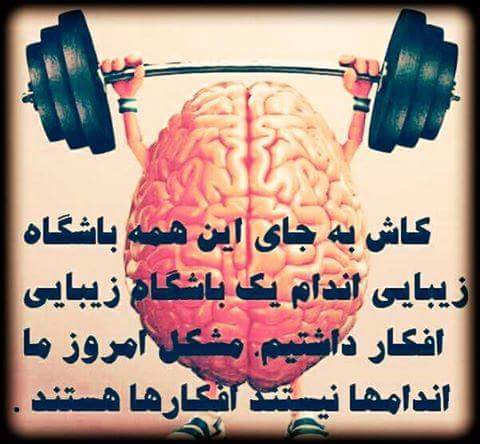 کاش به جای این همه باشگاه
زیبایی اندام یک باشگاه زیبایی
افکار داشتیم. مشکل امروز ما
اندامها نیستند افکارها هستند .